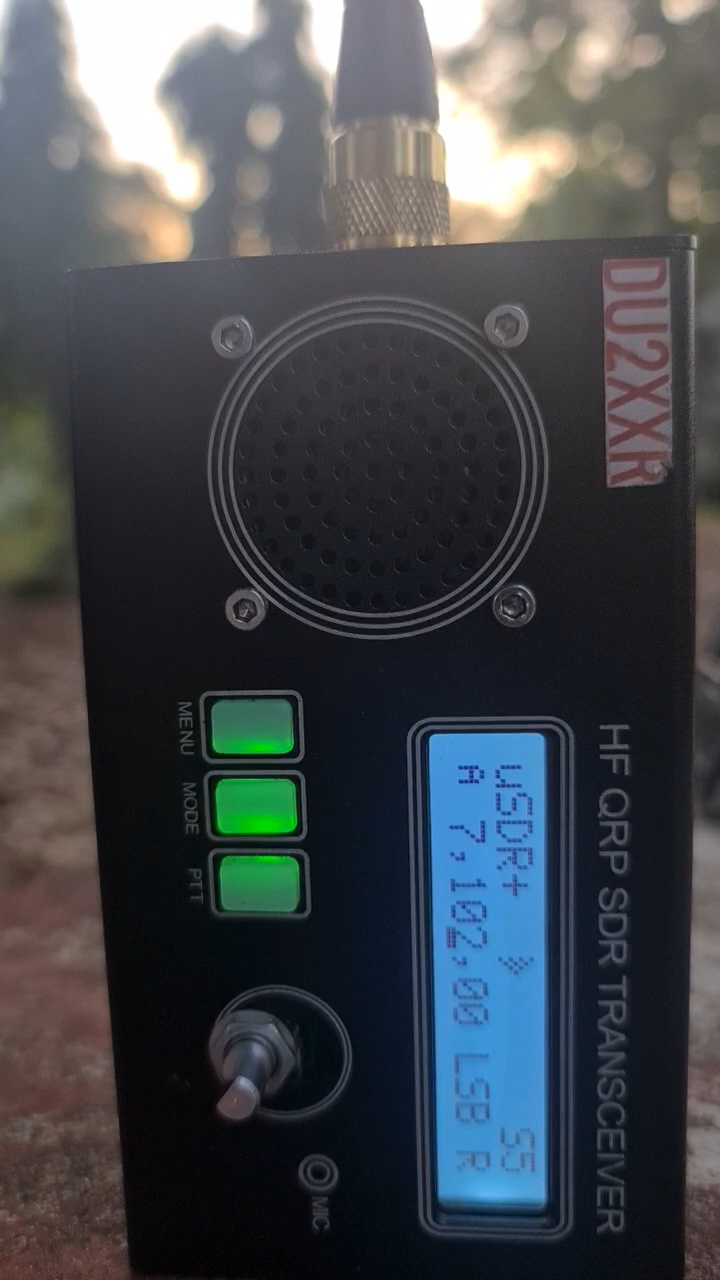 DU2XXR
HF QRP SDR TRANSCEIVER
uSDR+ S5
A 7,102,00 LSB R
MENU
MODE
PTT
MIC